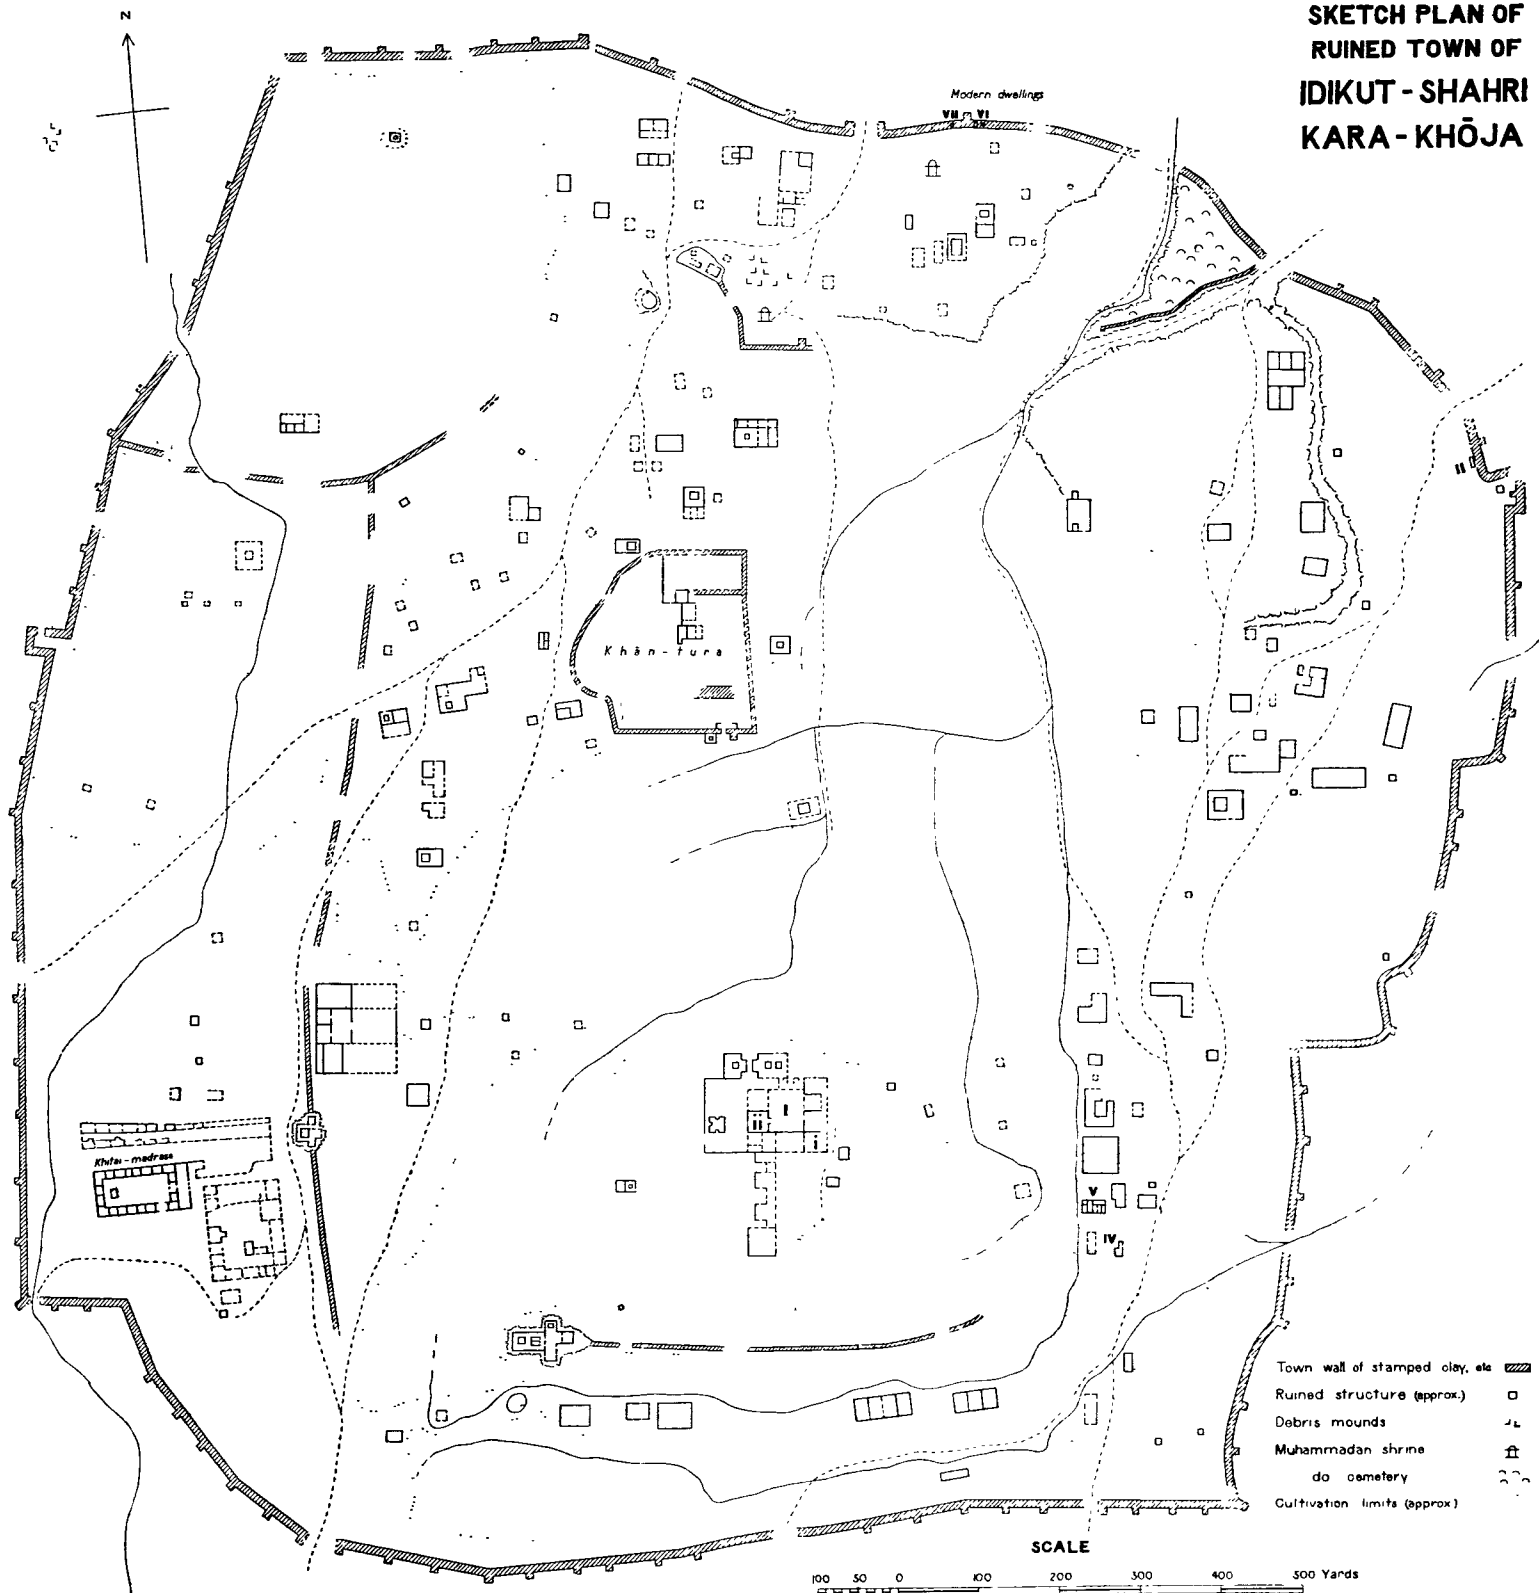 SKETCH PLAN OF
RUINED TOWN OF
IDIKUT - SHAHRI
KARA - KHŌJA
N
Modern dwellings
VII VI
II
Khān-tura
I
II
i
Khitai-madrasa
V
IV
Town wall of stamped clay, etc
Ruined structure (approx.)
Debris mounds
Muhammadan shrine
do cemetery
Cultivation limits (approx)
SCALE
100 50 0 100 200 300 400 500 Yards